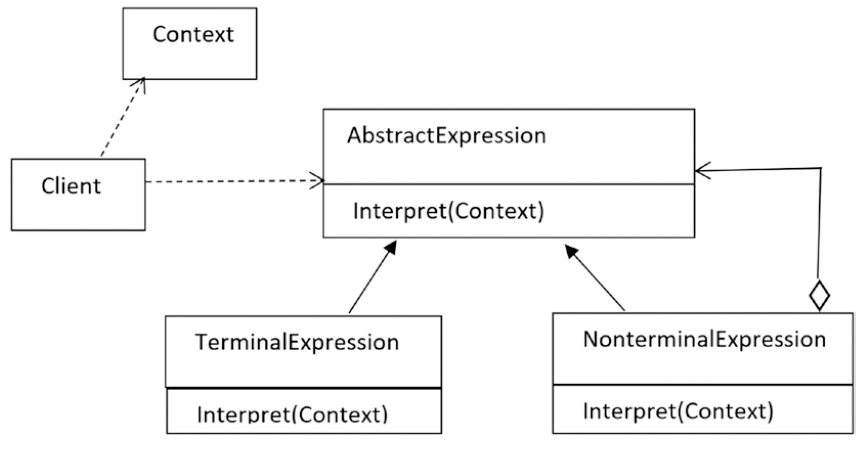 Context
AbstractExpression
Client
Interpret(Context)
TerminalExpression
NonterminalExpression
Interpret(Context)
Interpret(Context)